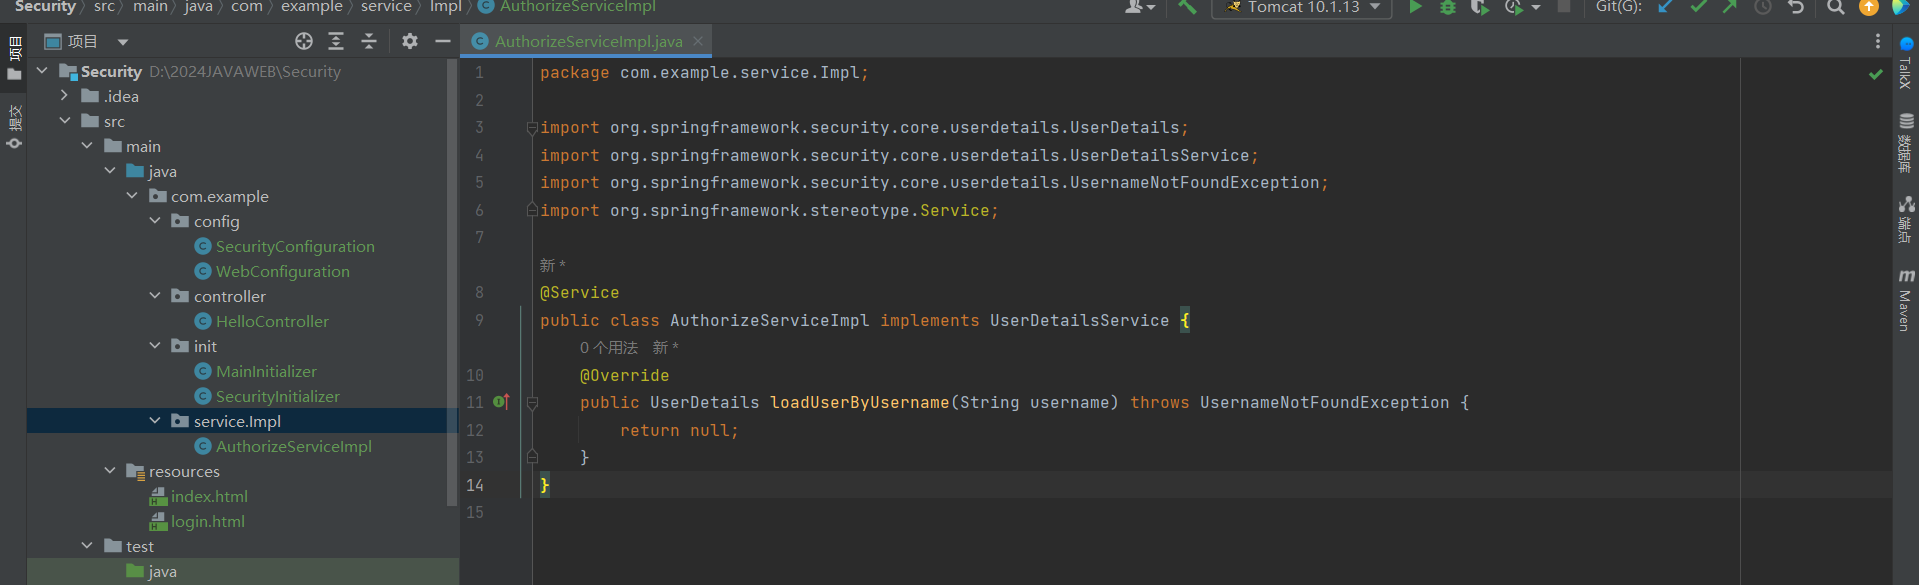 Security › src › main › java › com › example › service › Impl › AuthorizeServiceImpl
Tomcat 10.1.13
Git(G):
项目
提交
项目
Security D:\2024JAVAWEB\Security
.idea
src
main
java
com.example
config
SecurityConfiguration
WebConfiguration
controller
HelloController
init
MainInitializer
SecurityInitializer
service.Impl
AuthorizeServiceImpl
resources
index.html
login.html
test
java
AuthorizeServiceImpl.java
1 package com.example.service.Impl;
2
3 import org.springframework.security.core.userdetails.UserDetails;
4 import org.springframework.security.core.userdetails.UserDetailsService;
5 import org.springframework.security.core.userdetails.UsernameNotFoundException;
6 import org.springframework.stereotype.Service;
7
新 *
8 @Service
9 public class AuthorizeServiceImpl implements UserDetailsService {
0 个用法 新 *
10 @Override
11 public UserDetails loadUserByUsername(String username) throws UsernameNotFoundException {
12 return null;
13 }
14 }
15
TalkX
数据库
端点
Maven